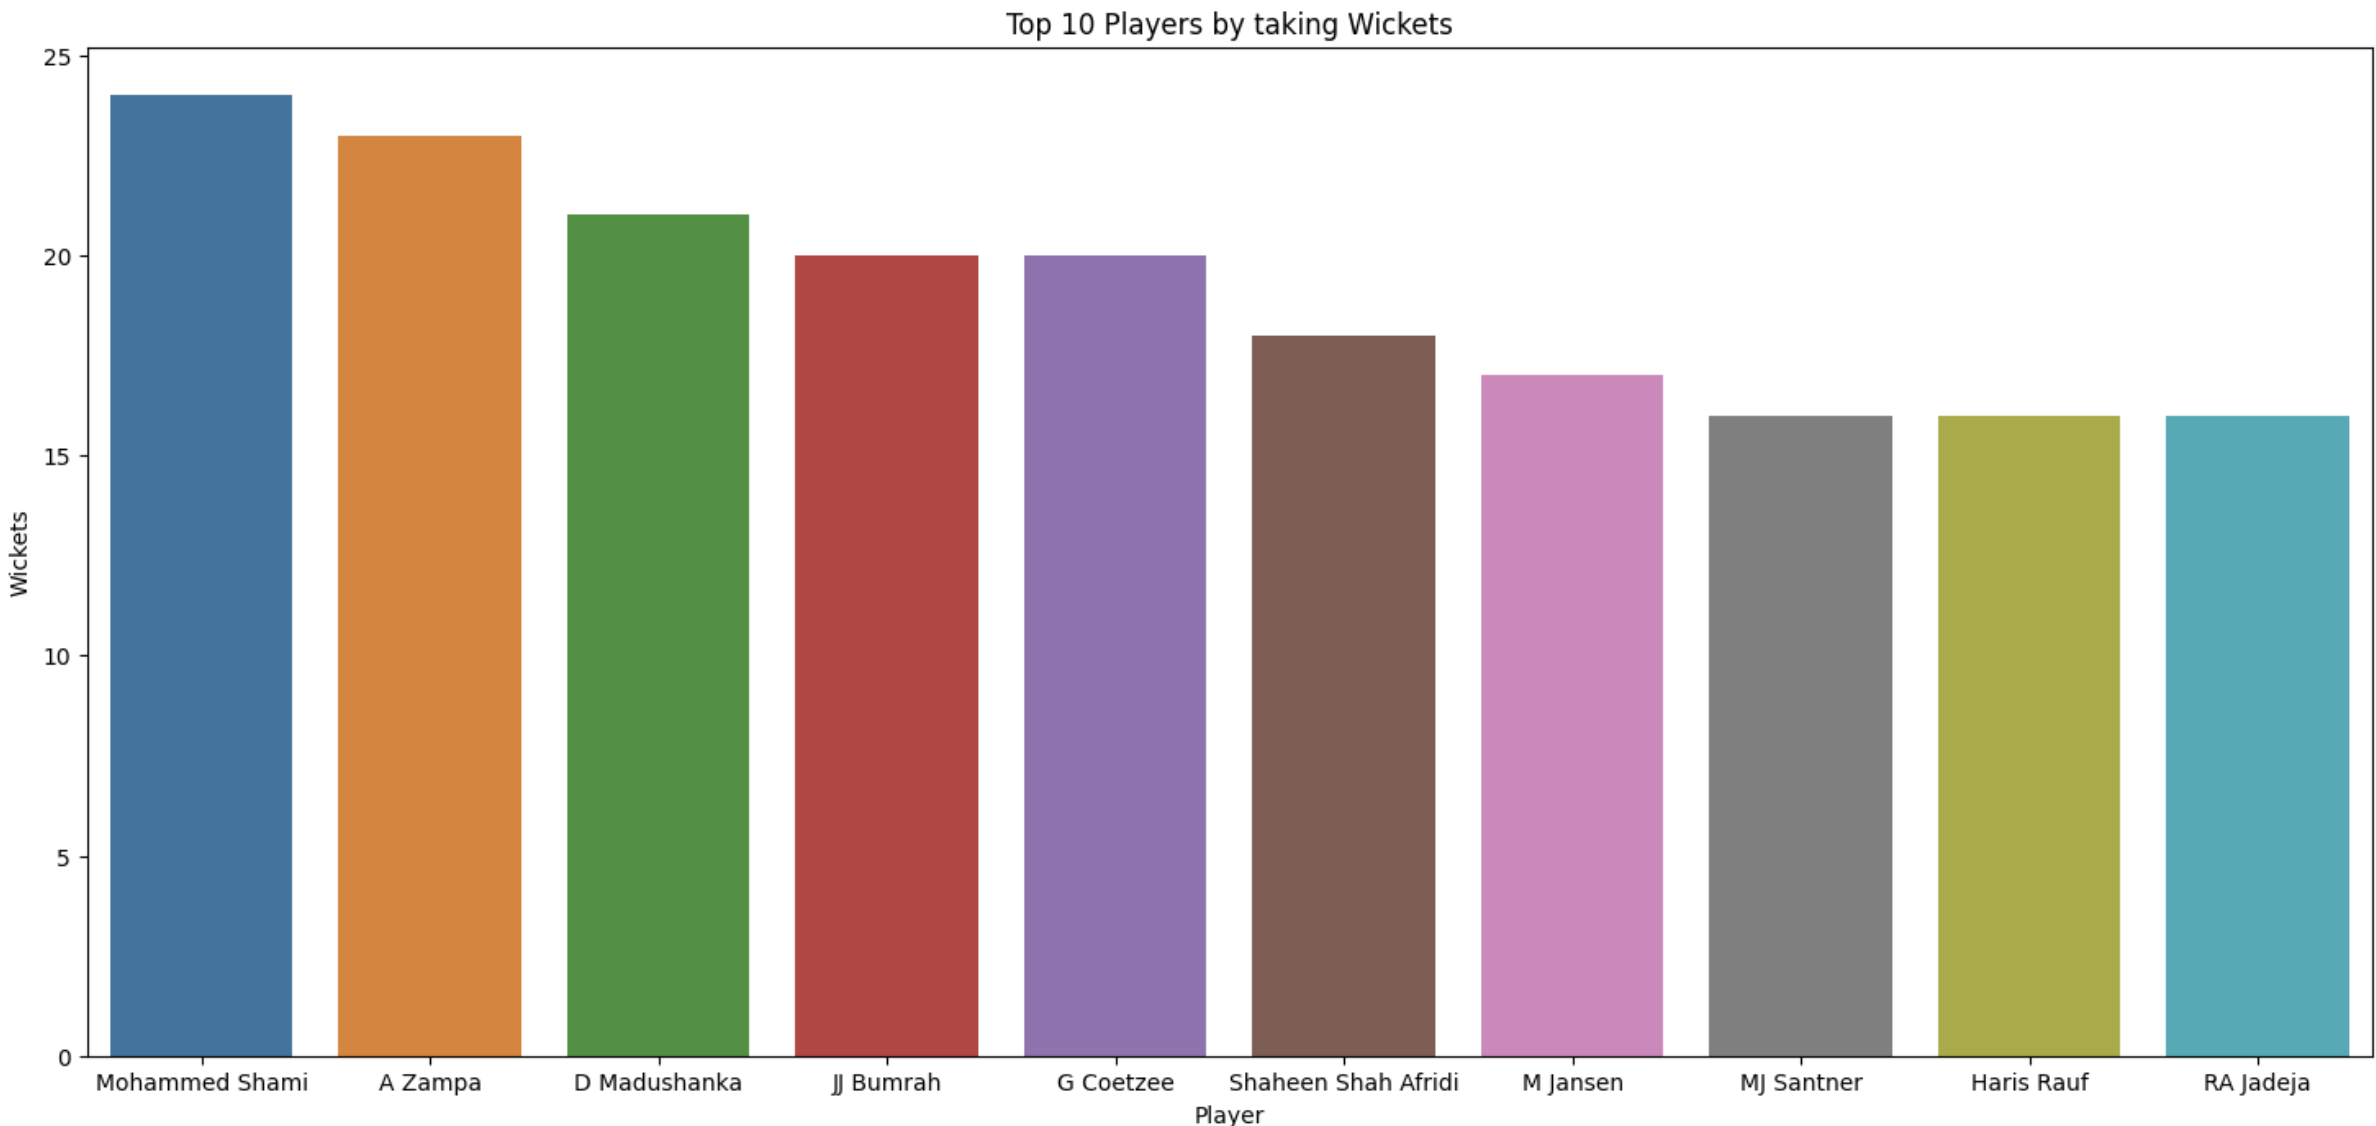 Top 10 Players by taking Wickets
25
20
15
10
5
0
Wickets
Mohammed Shami
A Zampa
D Madushanka
JJ Bumrah
G Coetzee
Shaheen Shah Afridi
M Jansen
MJ Santner
Haris Rauf
RA Jadeja
Player